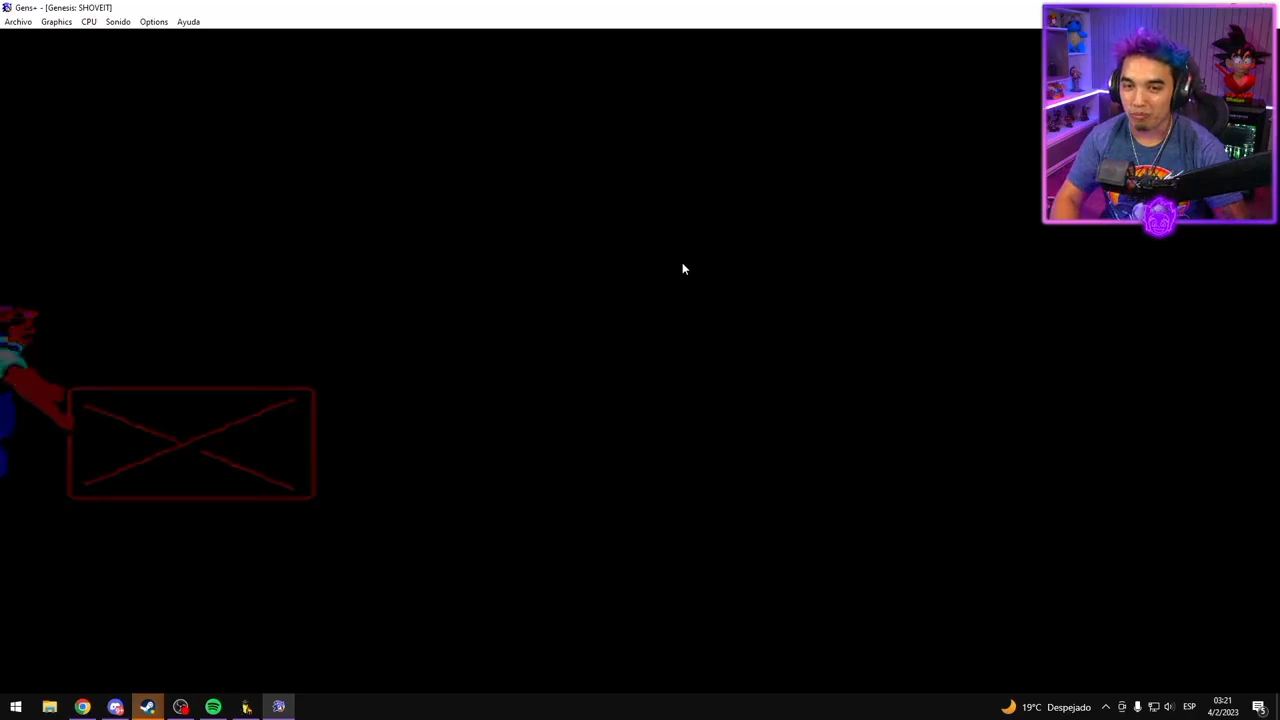 Gens+ - [Genesis: SHOVEIT]
Archivo Graphics CPU Sonido Options Ayuda
19°C Despejado
ESP
03:21
4/2/2023